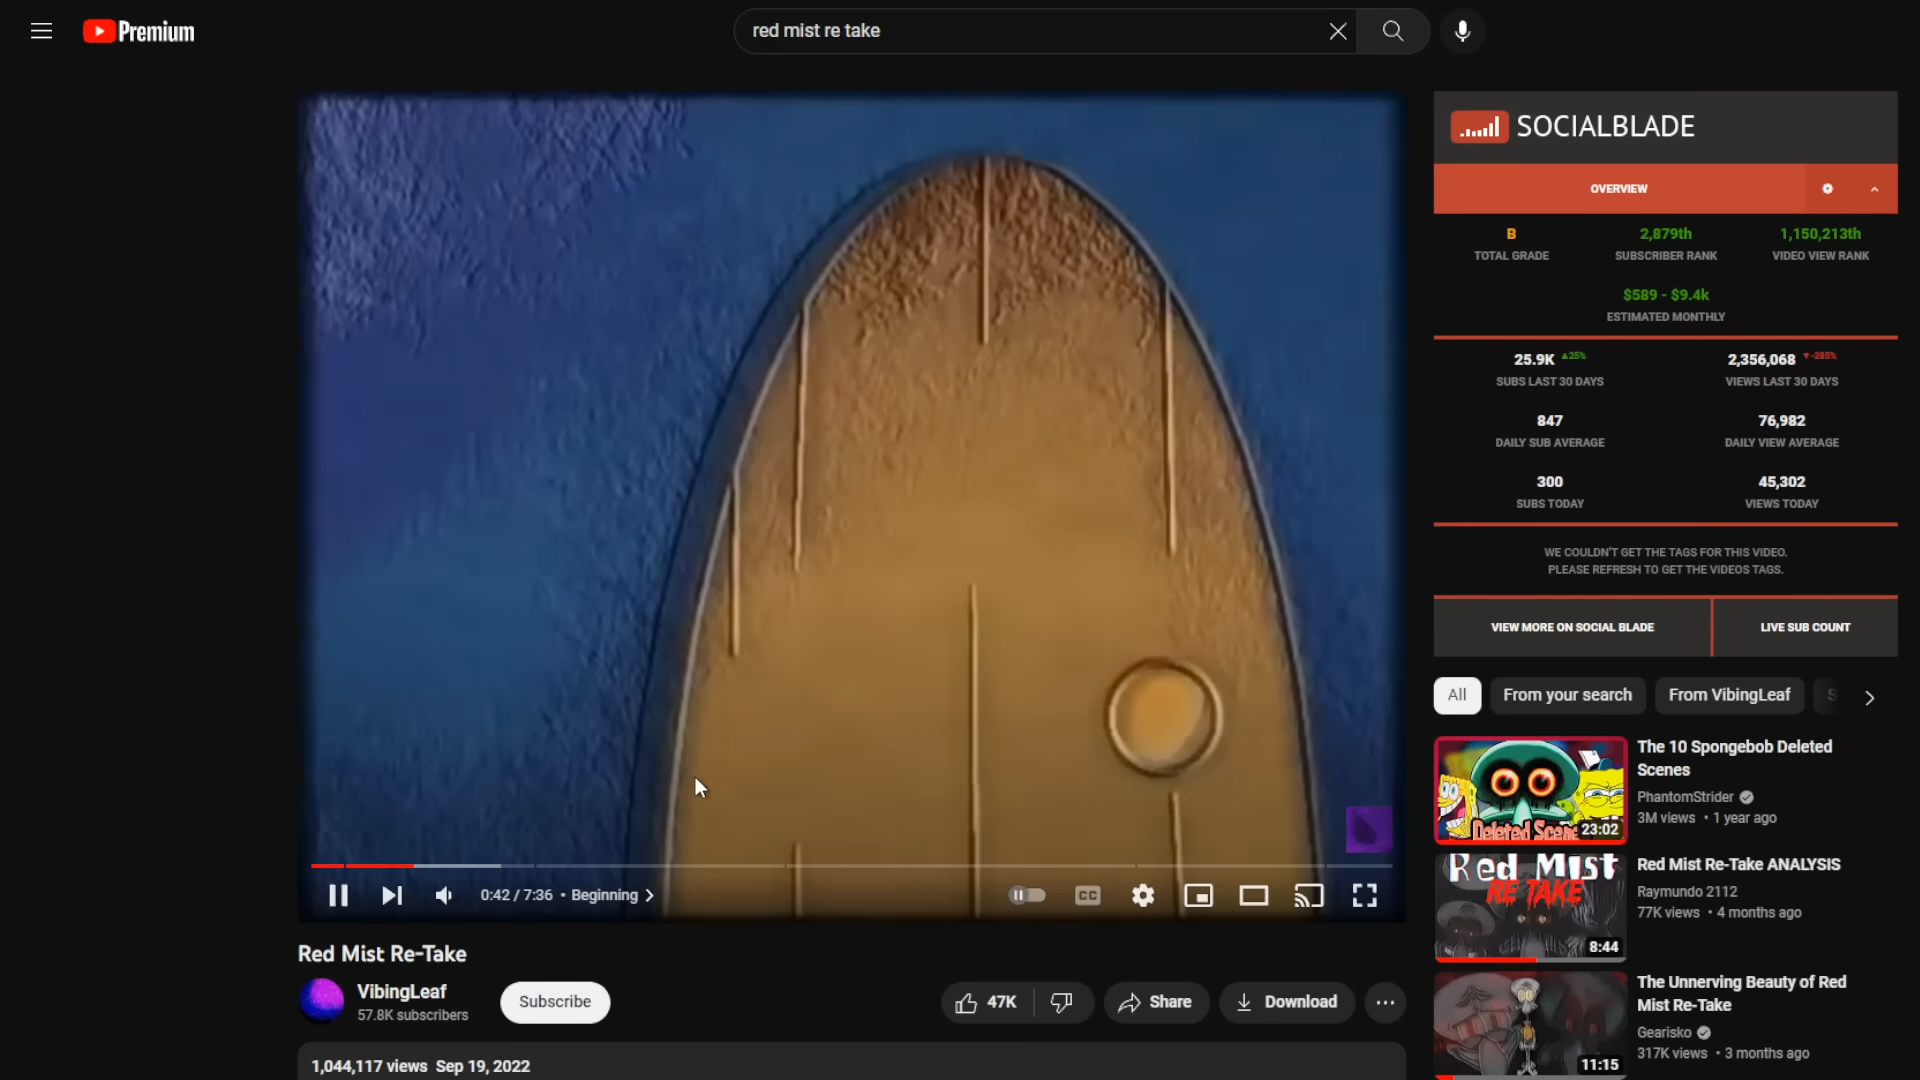 Premium
red mist re take
SOCIALBLADE
OVERVIEW
B
TOTAL GRADE
2,879th
SUBSCRIBER RANK
1,150,213th
VIDEO VIEW RANK
$589 - $9.4k
ESTIMATED MONTHLY
25.9K ▲25%
SUBS LAST 30 DAYS
2,356,068 ▼-285%
VIEWS LAST 30 DAYS
847
DAILY SUB AVERAGE
76,982
DAILY VIEW AVERAGE
300
SUBS TODAY
45,302
VIEWS TODAY
WE COULDN'T GET THE TAGS FOR THIS VIDEO.
PLEASE REFRESH TO GET THE VIDEOS TAGS.
VIEW MORE ON SOCIAL BLADE
LIVE SUB COUNT
All
From your search
From VibingLeaf
S
0:42 / 7:36 • Beginning
CC
Red Mist Re-Take
VibingLeaf
57.8K subscribers
Subscribe
47K
Share
Download
1,044,117 views Sep 19, 2022
Deleted Scene
23:02
The 10 Spongebob Deleted
Scenes
PhantomStrider
3M views • 1 year ago
Red Mist
RE TAKE
8:44
Red Mist Re-Take ANALYSIS
Raymundo 2112
77K views • 4 months ago
11:15
The Unnerving Beauty of Red
Mist Re-Take
Gearisko
317K views • 3 months ago